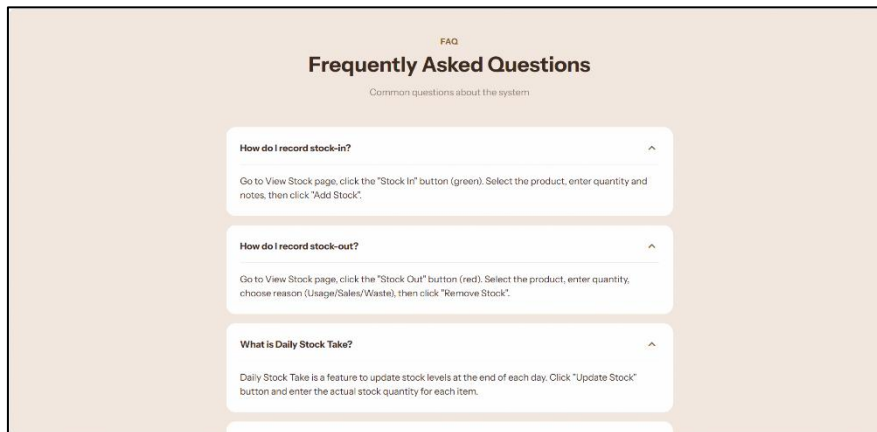 FAQ
Frequently Asked Questions
Common questions about the system
How do I record stock-in?
Go to View Stock page, click the "Stock In" button (green). Select the product, enter quantity and
notes, then click "Add Stock".
How do I record stock-out?
Go to View Stock page, click the "Stock Out" button (red). Select the product, enter quantity,
choose reason (Usage/Sales/Waste), then click "Remove Stock".
What is Daily Stock Take?
Daily Stock Take is a feature to update stock levels at the end of each day. Click "Update Stock"
button and enter the actual stock quantity for each item.